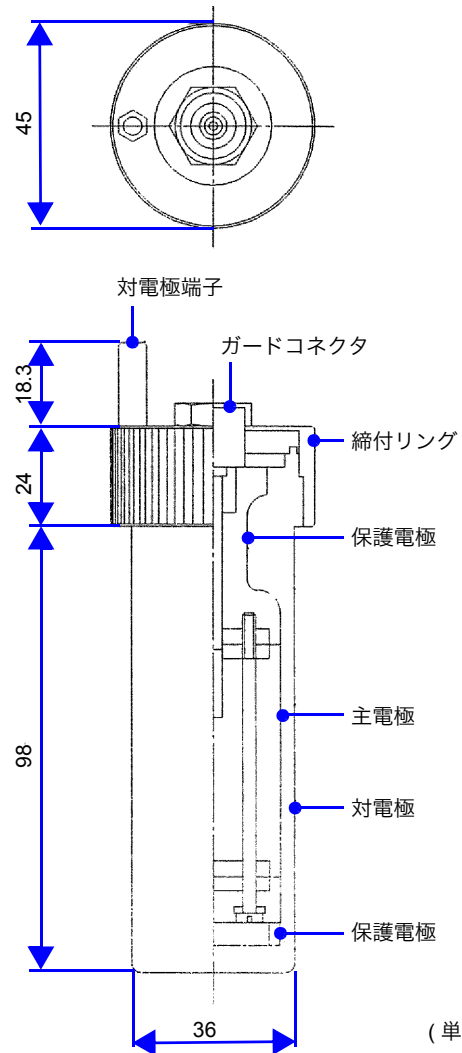 45
対電極端子
ガードコネクタ
18.3
締付リング
24
保護電極
主電極
98
対電極
保護電極
36
( 単